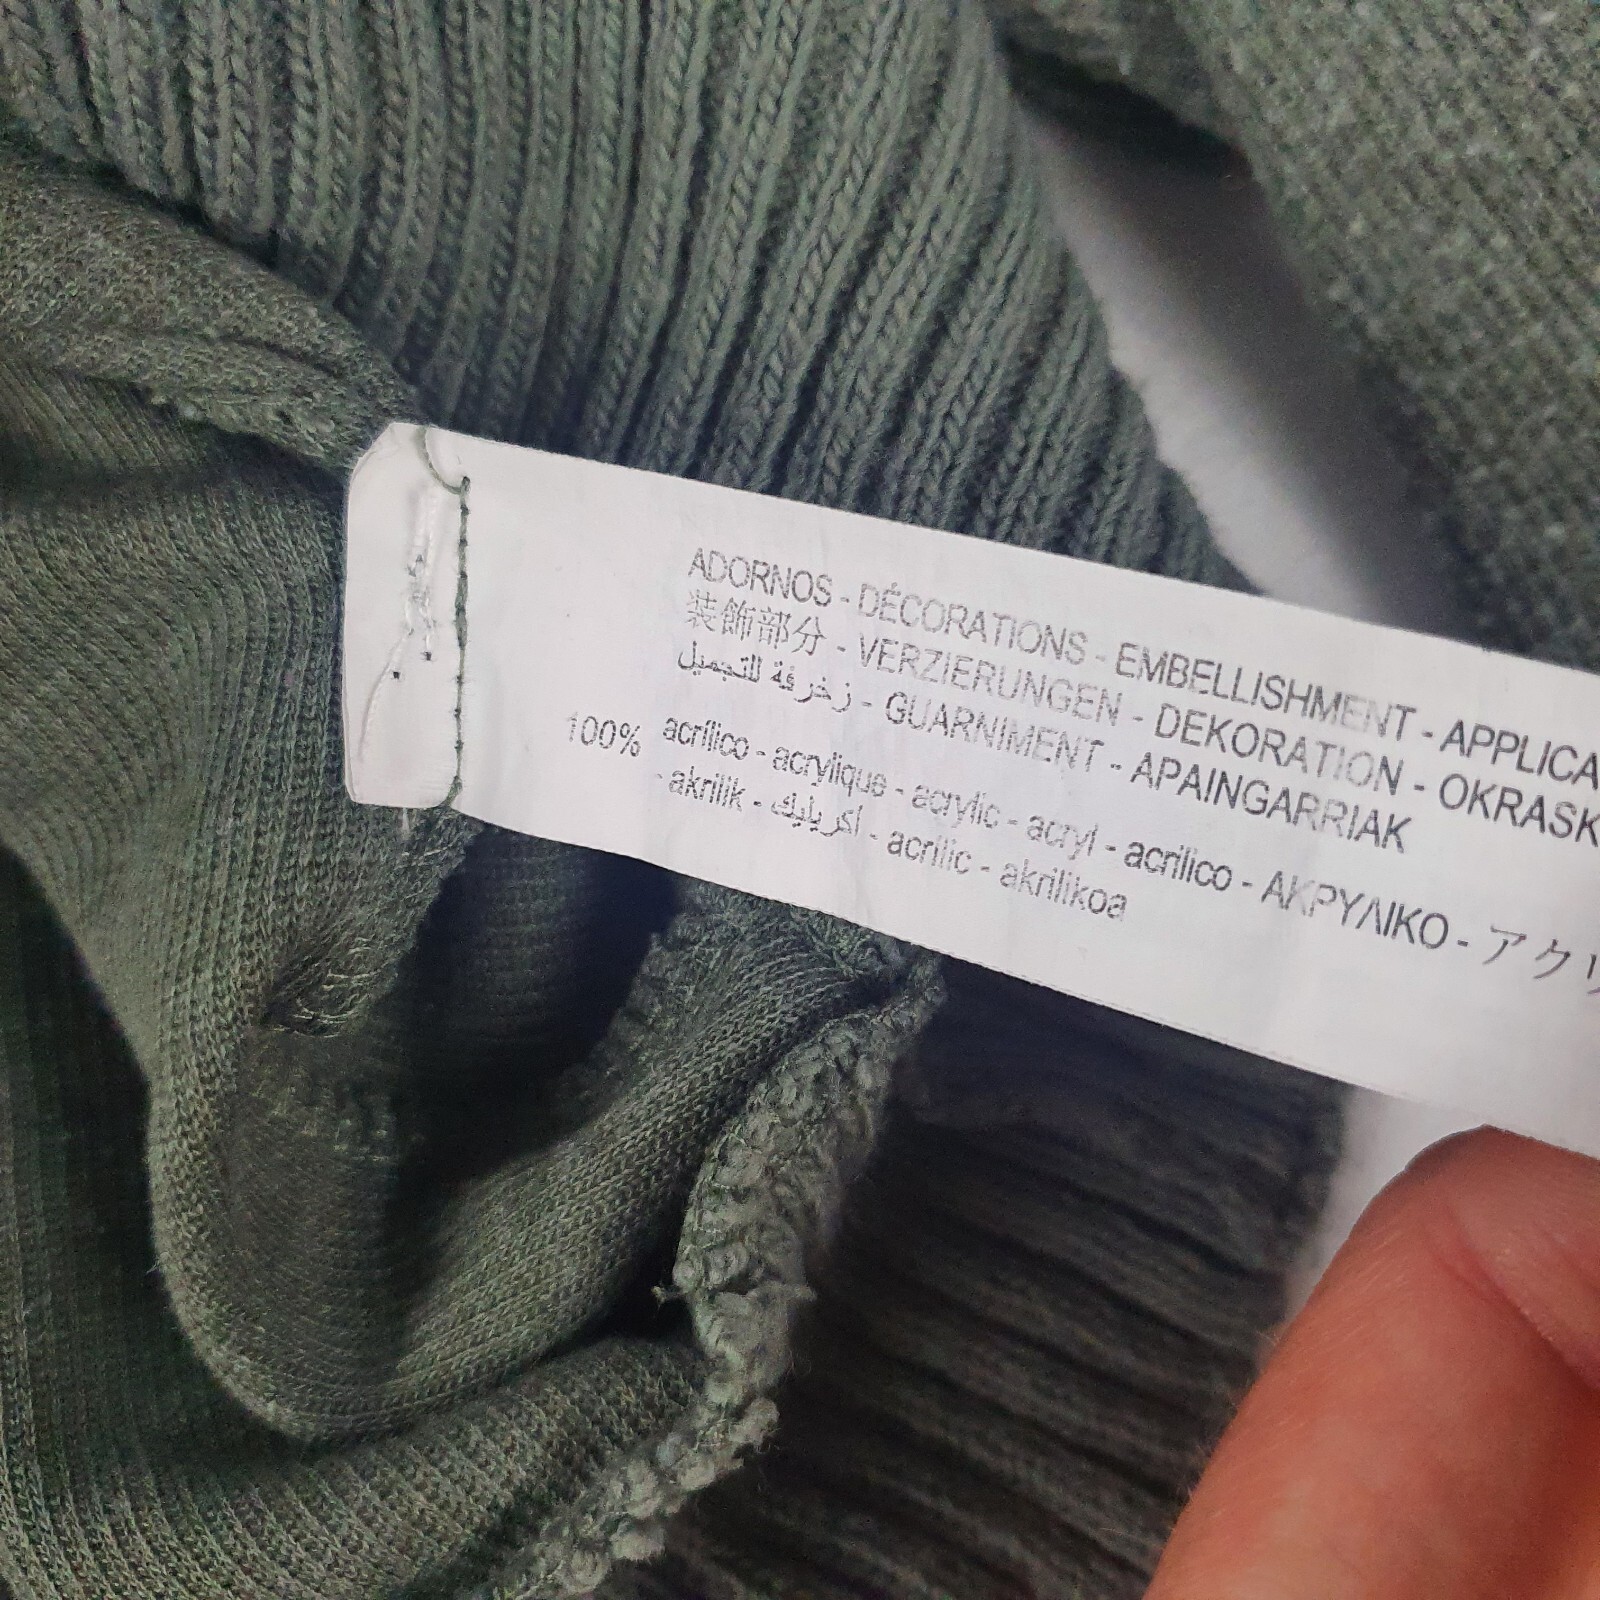 ADORNOS - DÉCORATIONS - EMBELLISHMENT - APPLICA
装飾部分 - VERZIERUNGEN - DEKORATION - OKRASK
زخرفة للتجميل - GUARNIMENT - APAINGARRIAK
100% acrílico - acrylique - acrylic - acryl - acrilico - ΑΚΡΥΛΙΚΟ - アクリ
- akrilik - اكريليك - acrílic - akrilikoa